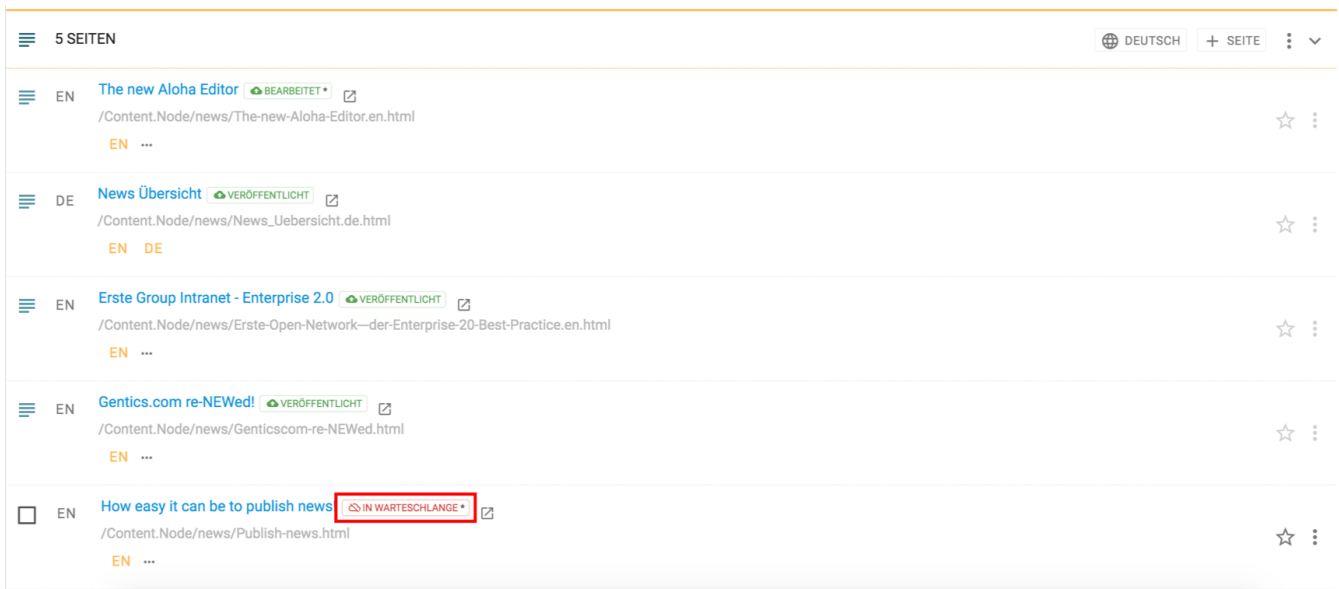 5 SEITEN DEUTSCH + SEITE
EN The new Aloha Editor BEARBEITET *
/Content.Node/news/The-new-Aloha-Editor.en.html
EN •••
DE News Übersicht VERÖFFENTLICHT
/Content.Node/news/News_Uebersicht.de.html
EN DE
EN Erste Group Intranet - Enterprise 2.0 VERÖFFENTLICHT
/Content.Node/news/Erste-Open-Network—der-Enterprise-20-Best-Practice.en.html
EN •••
EN Gentics.com re-NEWed! VERÖFFENTLICHT
/Content.Node/news/Genticscom-re-NEWed.html
EN •••
EN How easy it can be to publish news IN WARTESCHLANGE *
/Content.Node/news/Publish-news.html
EN •••